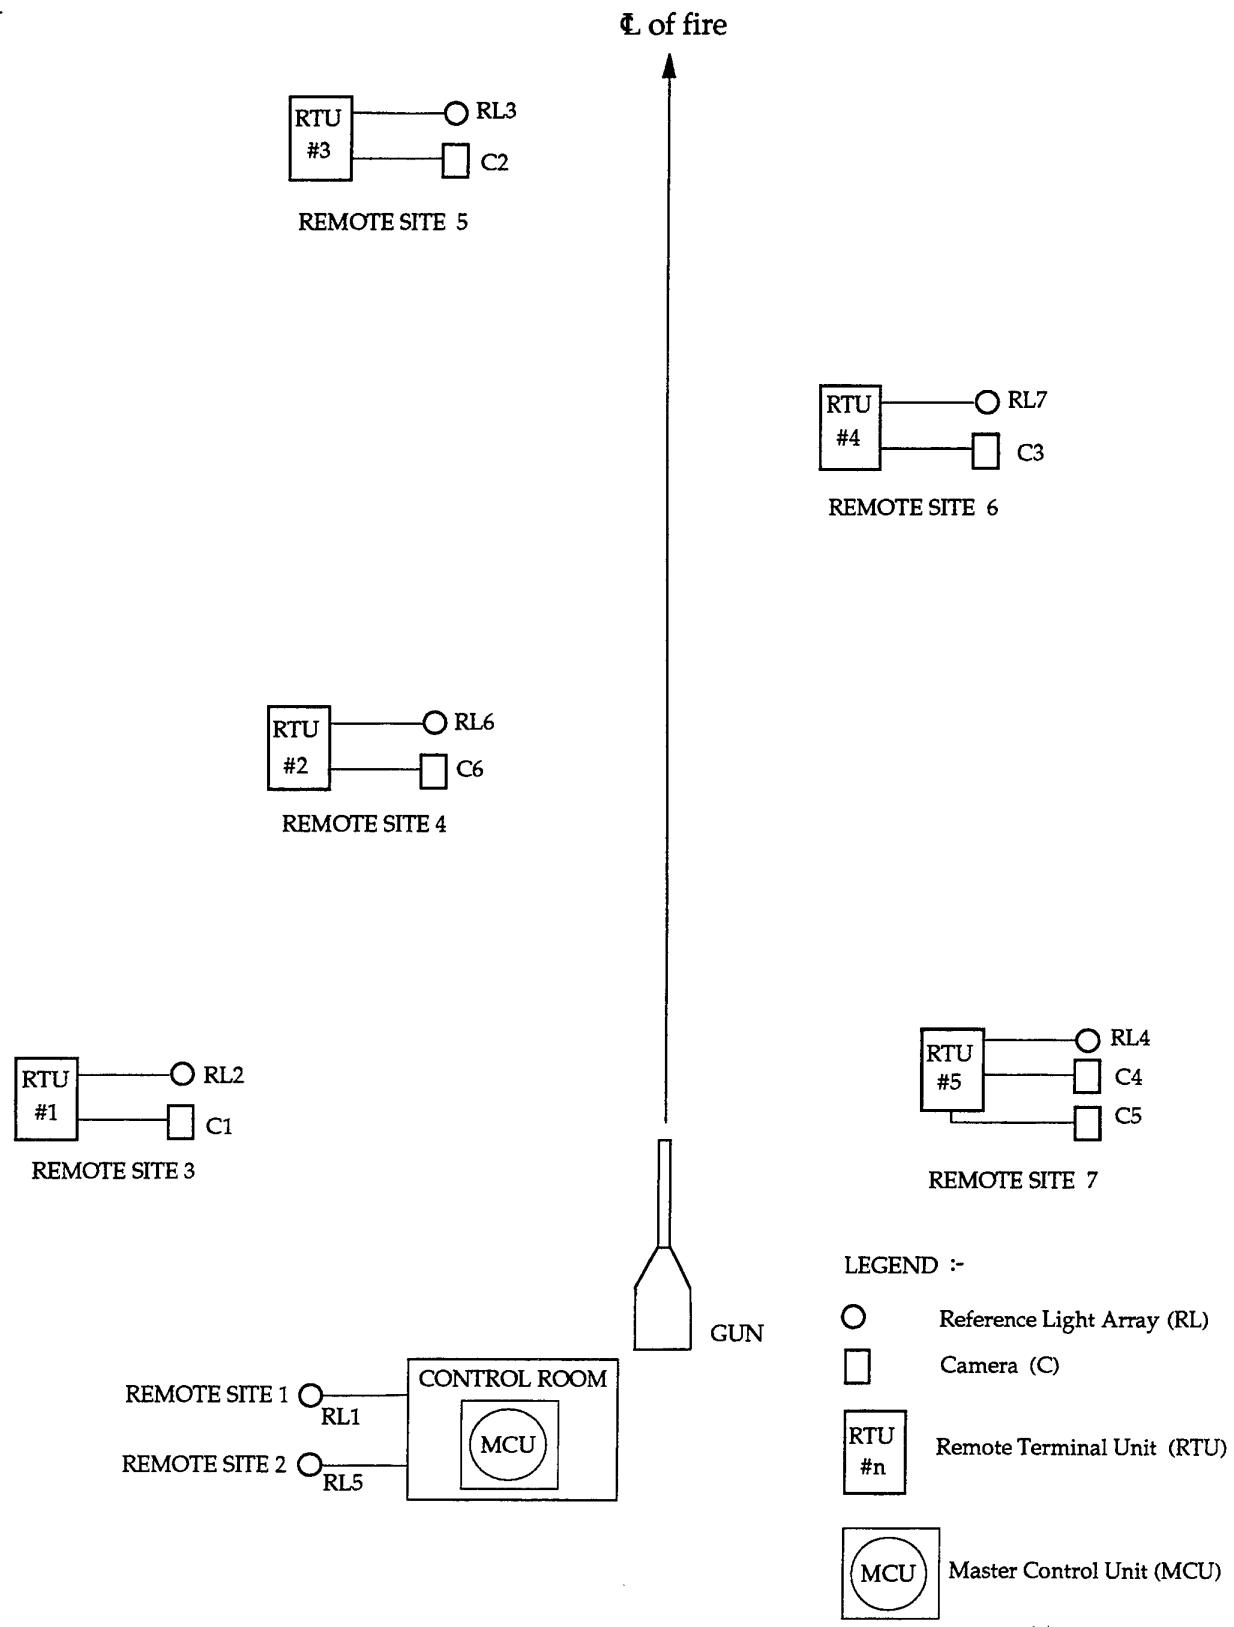 ℄ of fire
RTU
#3
RL3
C2
REMOTE SITE 5
RTU
#4
RL7
C3
REMOTE SITE 6
RTU
#2
RL6
C6
REMOTE SITE 4
RTU
#1
RL2
C1
REMOTE SITE 3
RTU
#5
RL4
C4
C5
REMOTE SITE 7
GUN
CONTROL ROOM
MCU
REMOTE SITE 1
RL1
REMOTE SITE 2
RL5
LEGEND :-
Reference Light Array (RL)
Camera (C)
RTU
#n
Remote Terminal Unit (RTU)
MCU
Master Control Unit (MCU)